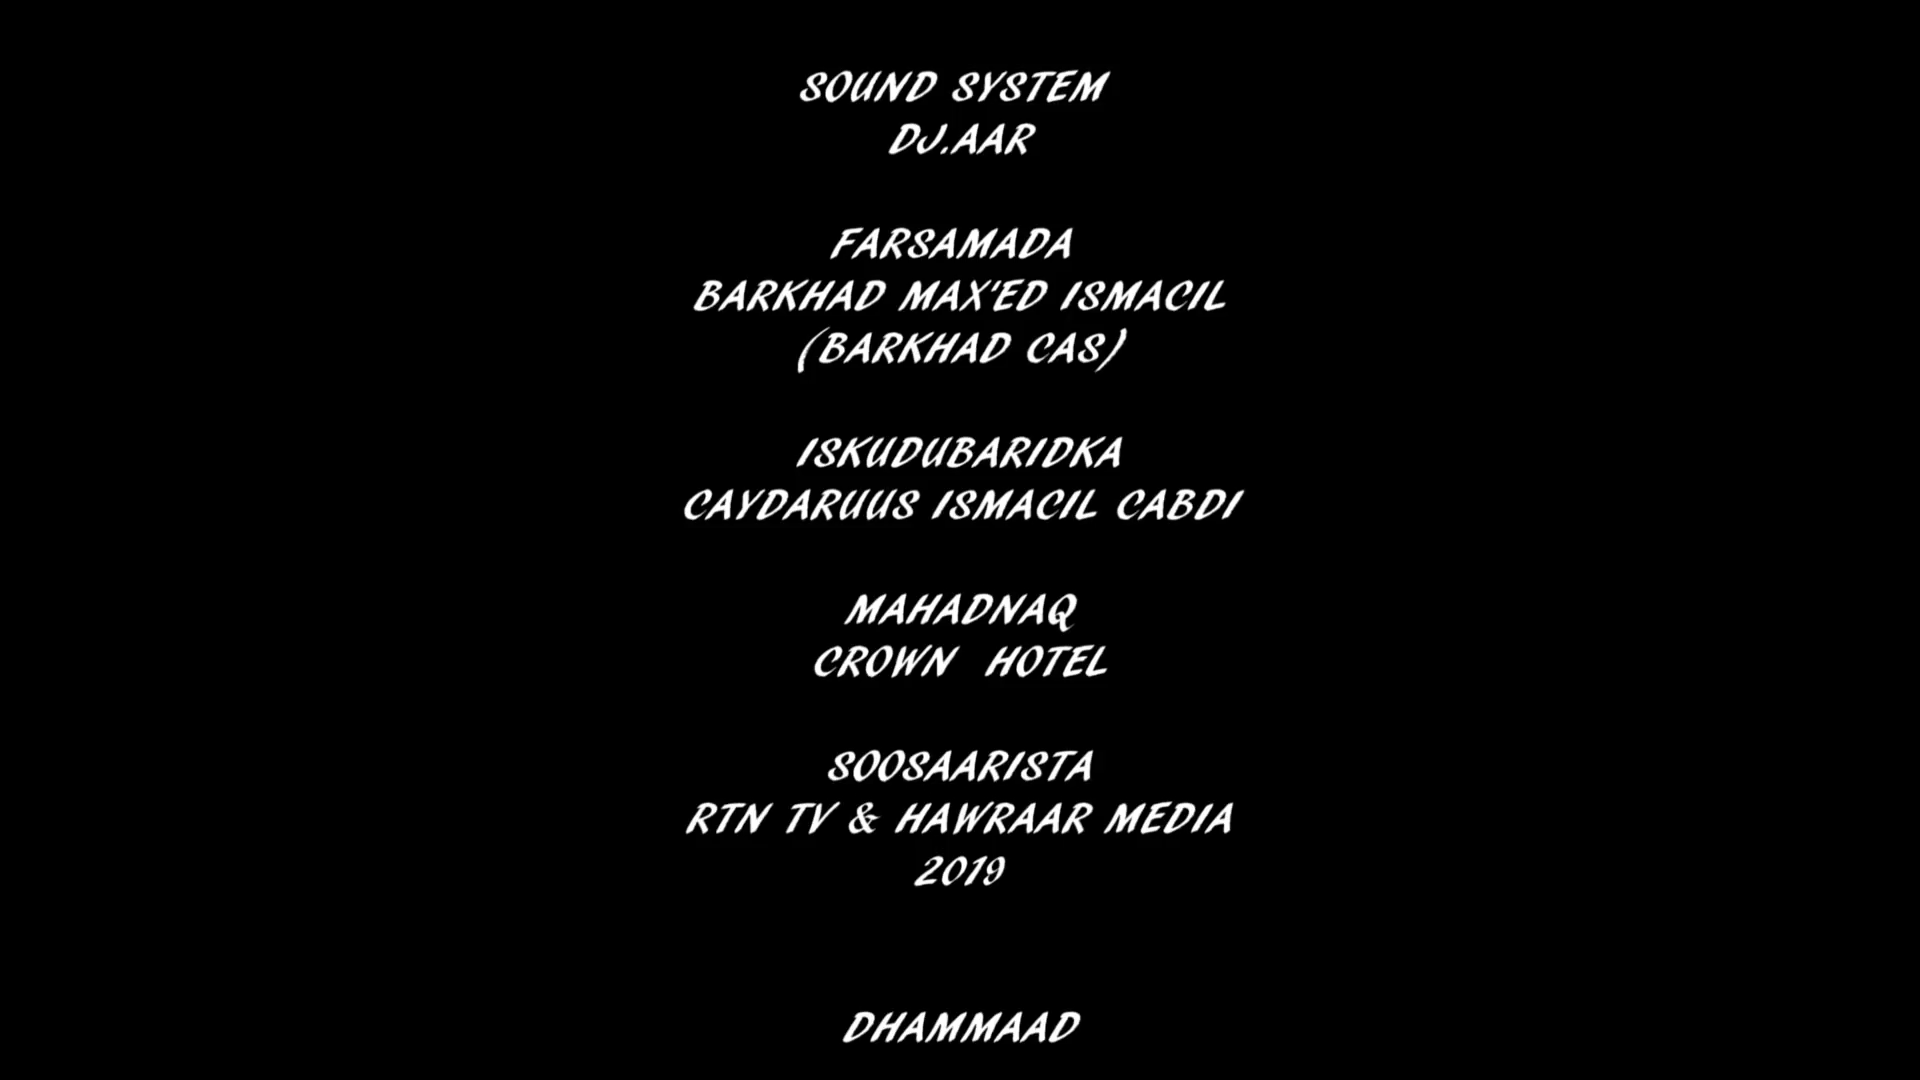 SOUND SYSTEM
DJ.AAR
FARSAMADA
BARKHAD MAX'ED ISMACIL
(BARKHAD CAS)
ISKUDUBARIDKA
CAYDARUUS ISMACIL CABDI
MAHADNAQ
CROWN HOTEL
SOOSAARISTA
RTN TV & HAWRAAR MEDIA
2019
DHAMMAAD